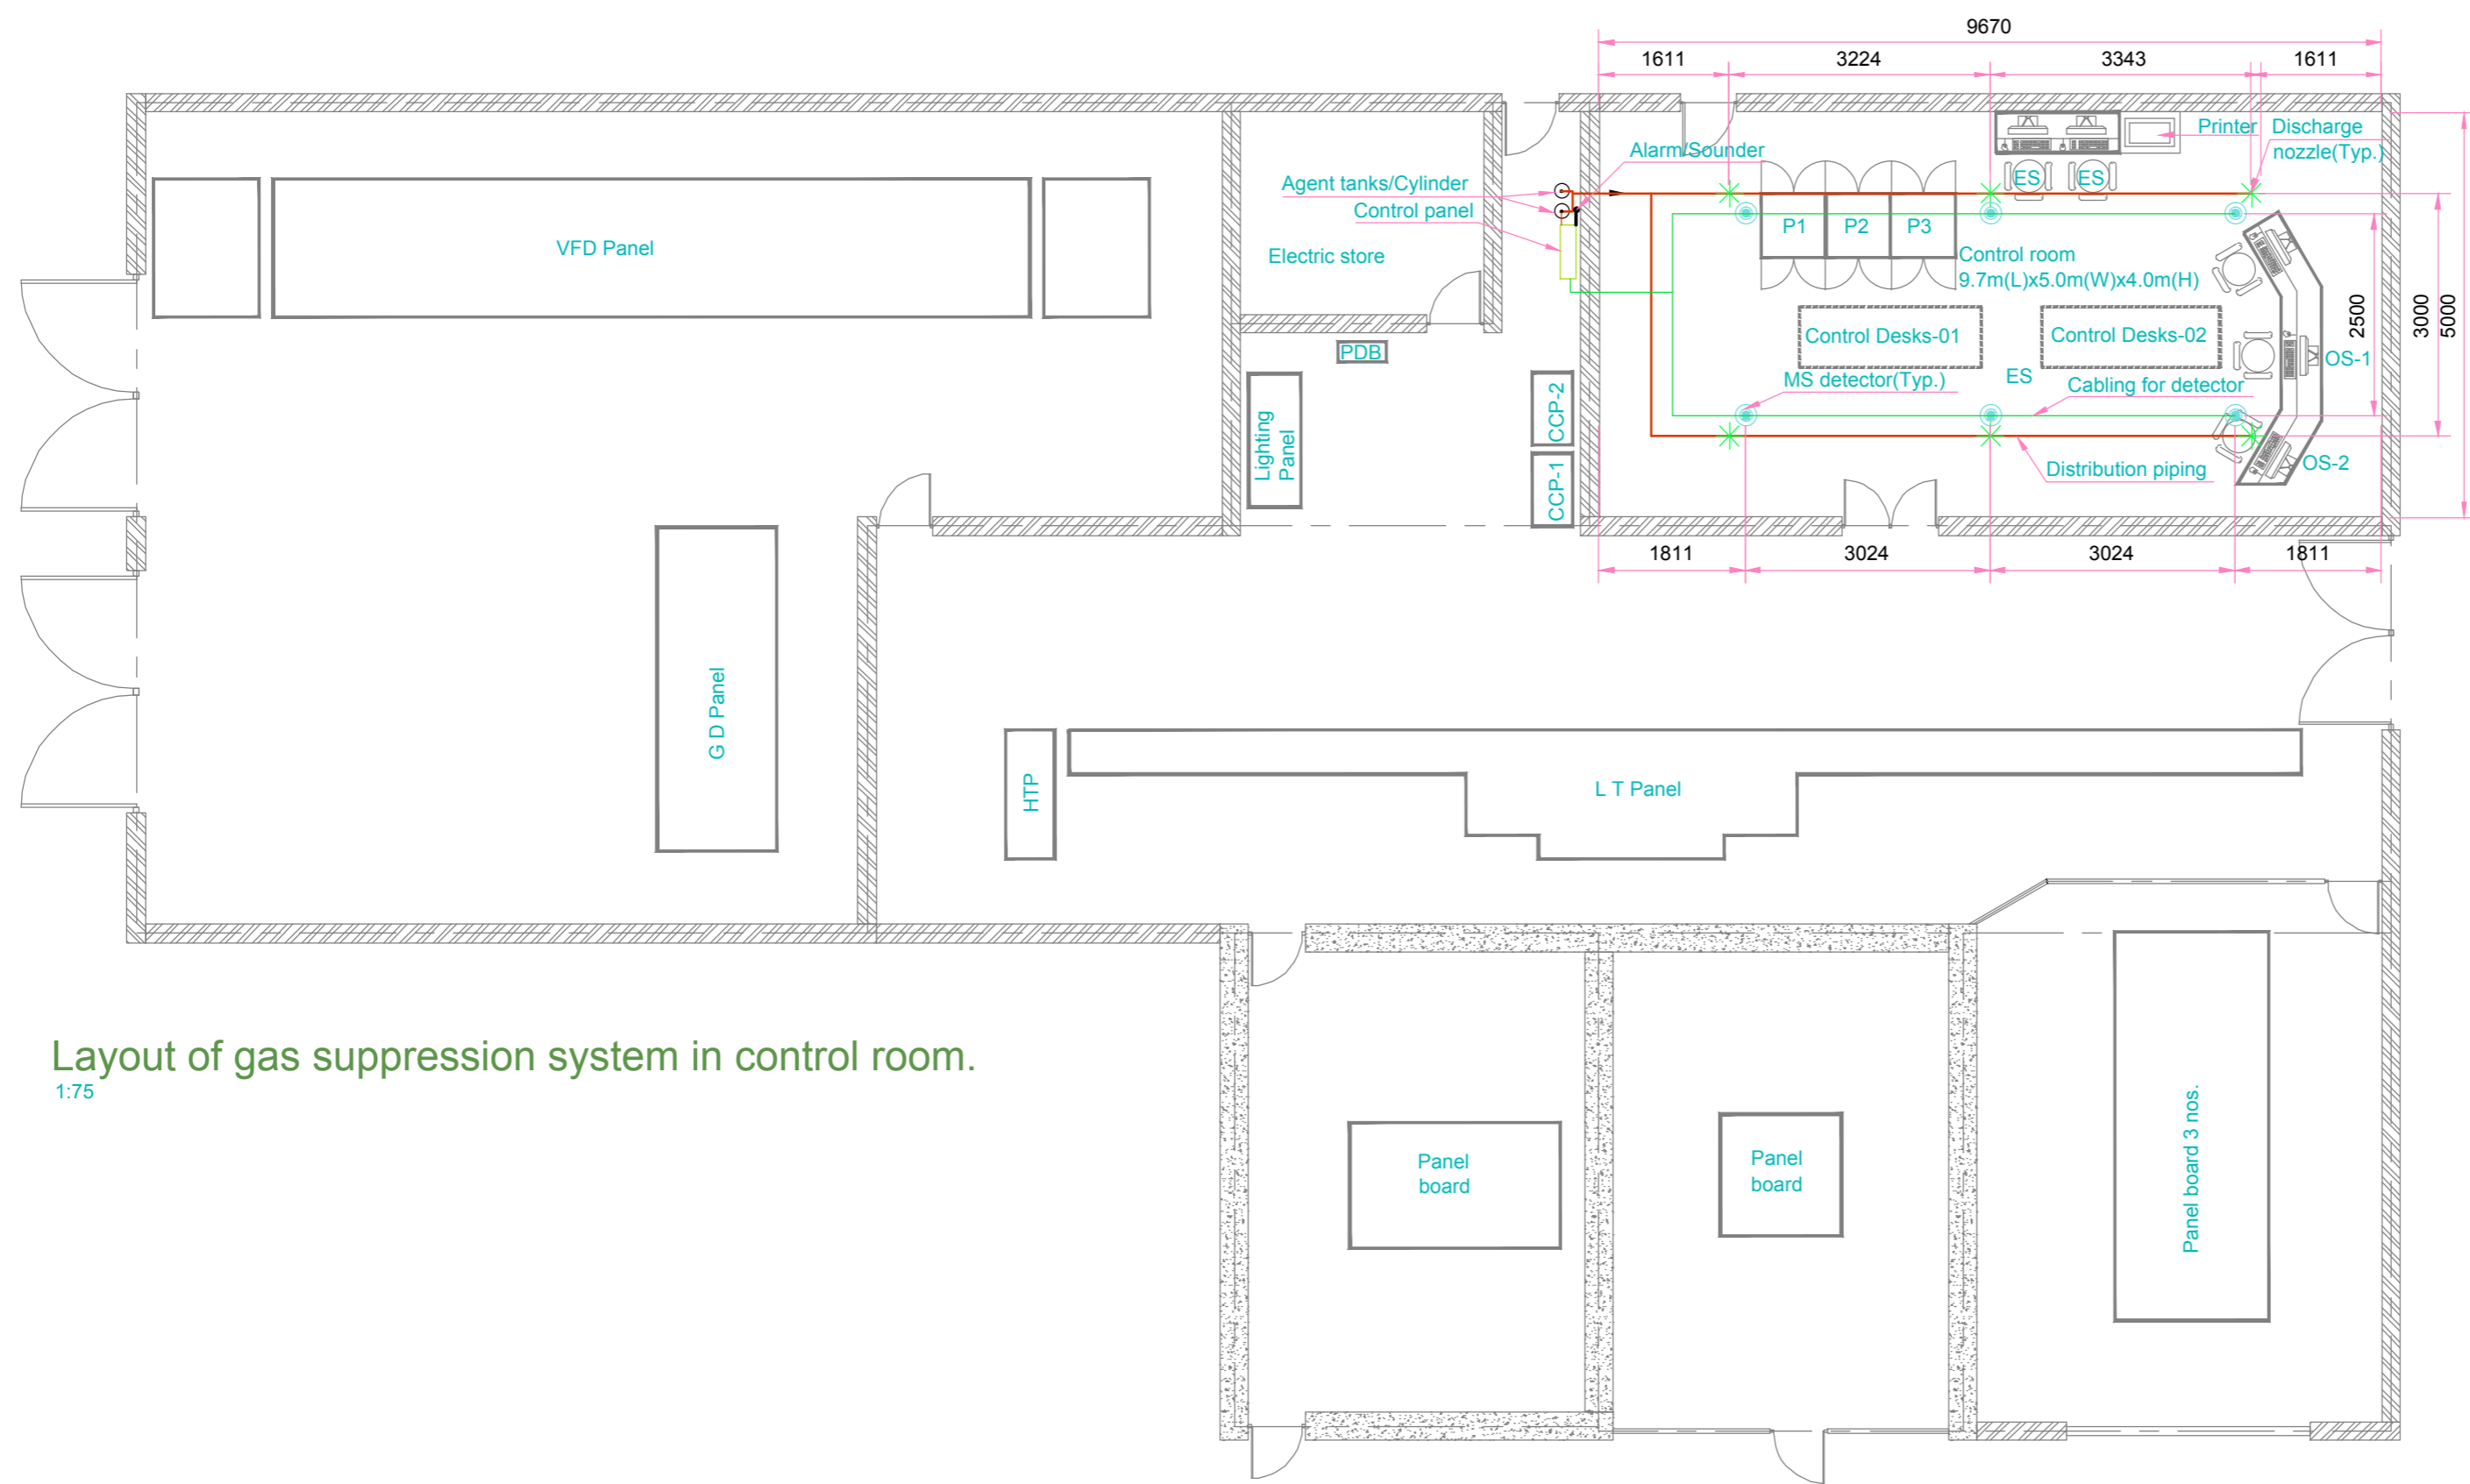 9670
1611
3224
3343
1611
Printer
Discharge
nozzle(Typ.)
Alarm/Sounder
Agent tanks/Cylinder
Control panel
ES
ES
P1
P2
P3
VFD Panel
Electric store
Control room
9.7m(L)x5.0m(W)x4.0m(H)
2500
3000
5000
Control Desks-01
Control Desks-02
PDB
OS-1
MS detector(Typ.)
ES
Cabling for detector
CCP-2
Lighting
Panel
CCP-1
Distribution piping
OS-2
1811
3024
3024
1811
G D Panel
HTP
L T Panel
Layout of gas suppression system in control room.
1:75
Panel
board
Panel
board
Panel board 3 nos.